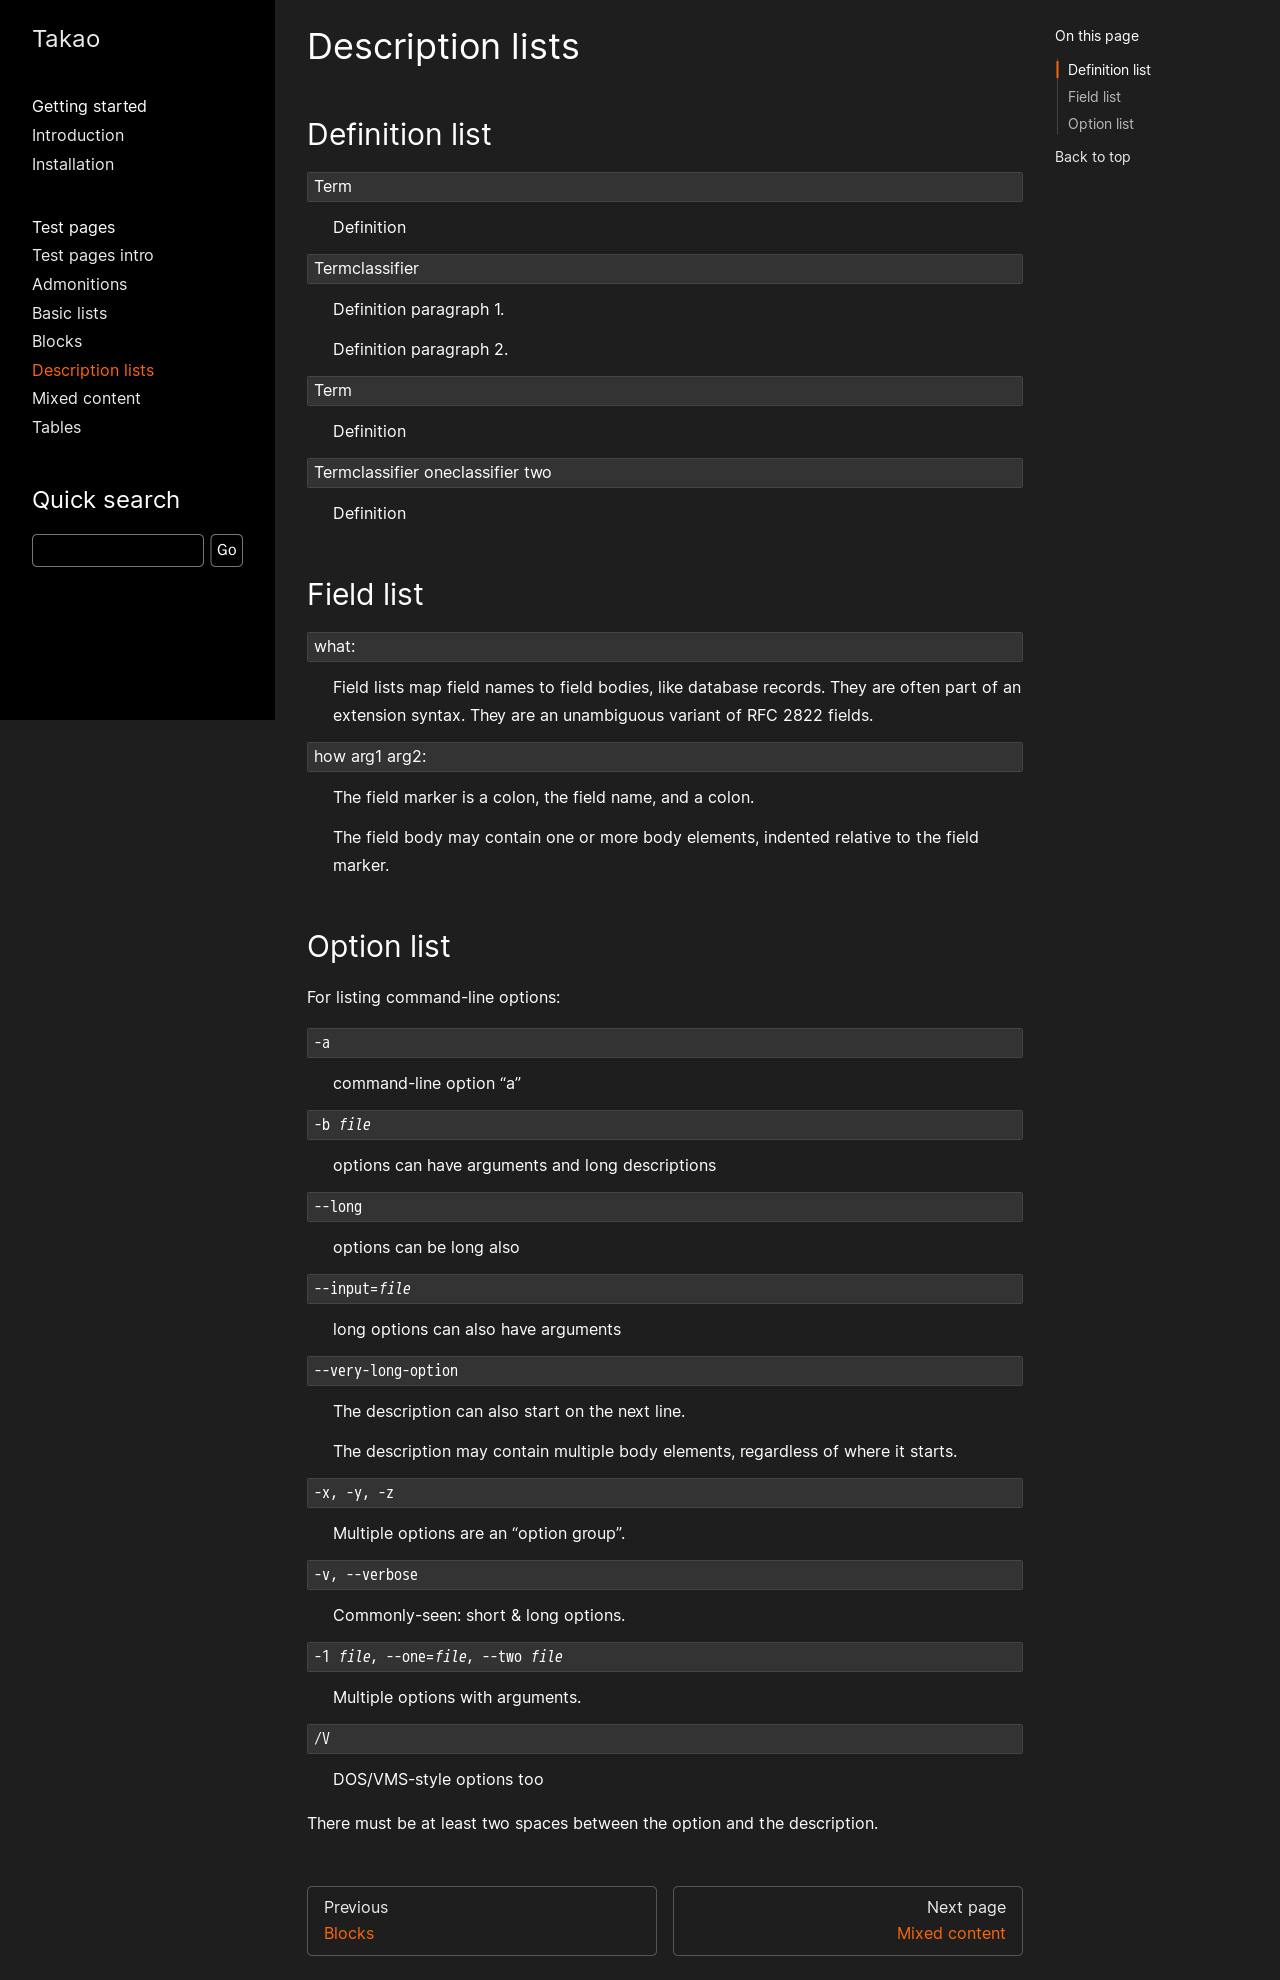 Takao
Getting started
Introduction
Installation
Test pages
Test pages intro
Admonitions
Basic lists
Blocks
Description lists
Mixed content
Tables
Quick search
Go
Description lists
Definition list
Term
Definition
Termclassifier
Definition paragraph 1.
Definition paragraph 2.
Term
Definition
Termclassifier oneclassifier two
Definition
Field list
what:
Field lists map field names to field bodies, like database records. They are often part of an
extension syntax. They are an unambiguous variant of RFC 2822 fields.
how arg1 arg2:
The field marker is a colon, the field name, and a colon.
The field body may contain one or more body elements, indented relative to the field
marker.
Option list
For listing command-line options:
-a
command-line option “a”
-b file
options can have arguments and long descriptions
--long
options can be long also
--input=file
long options can also have arguments
--very-long-option
The description can also start on the next line.
The description may contain multiple body elements, regardless of where it starts.
-x, -y, -z
Multiple options are an “option group”.
-v, --verbose
Commonly-seen: short & long options.
-1 file, --one=file, --two file
Multiple options with arguments.
/V
DOS/VMS-style options too
There must be at least two spaces between the option and the description.
Previous
Blocks
Next page
Mixed content
On this page
Definition list
Field list
Option list
Back to top